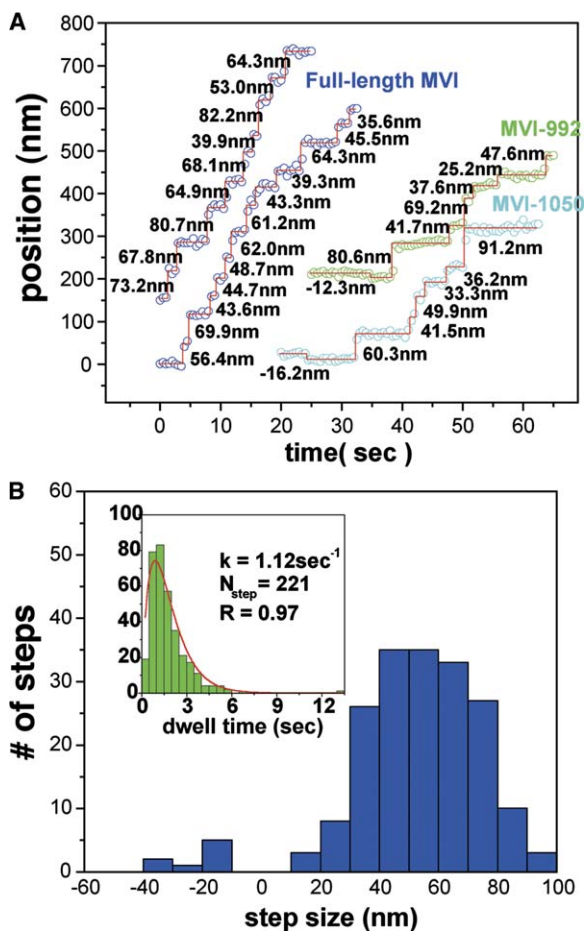 A
800
700
600
500
400
300
200
100
0
position (nm)
0 10 20 30 40 50 60
time( sec )
Full-length MVI
MVI-992
MVI-1050
64.3nm
53.0nm
82.2nm
39.9nm
68.1nm
64.9nm
80.7nm
67.8nm
73.2nm
35.6nm
45.5nm
64.3nm
39.3nm
43.3nm
61.2nm
62.0nm
48.7nm
44.7nm
43.6nm
69.9nm
56.4nm
47.6nm
25.2nm
37.6nm
69.2nm
41.7nm
80.6nm
-12.3nm
91.2nm
36.2nm
33.3nm
49.9nm
41.5nm
60.3nm
-16.2nm
B
60
50
40
30
20
10
0
# of steps
-60 -40 -20 0 20 40 60 80 100
step size (nm)
100
80
60
40
20
0
k = 1.12sec⁻¹
Nstep = 221
R = 0.97
0 3 6 9 12
dwell time (sec)